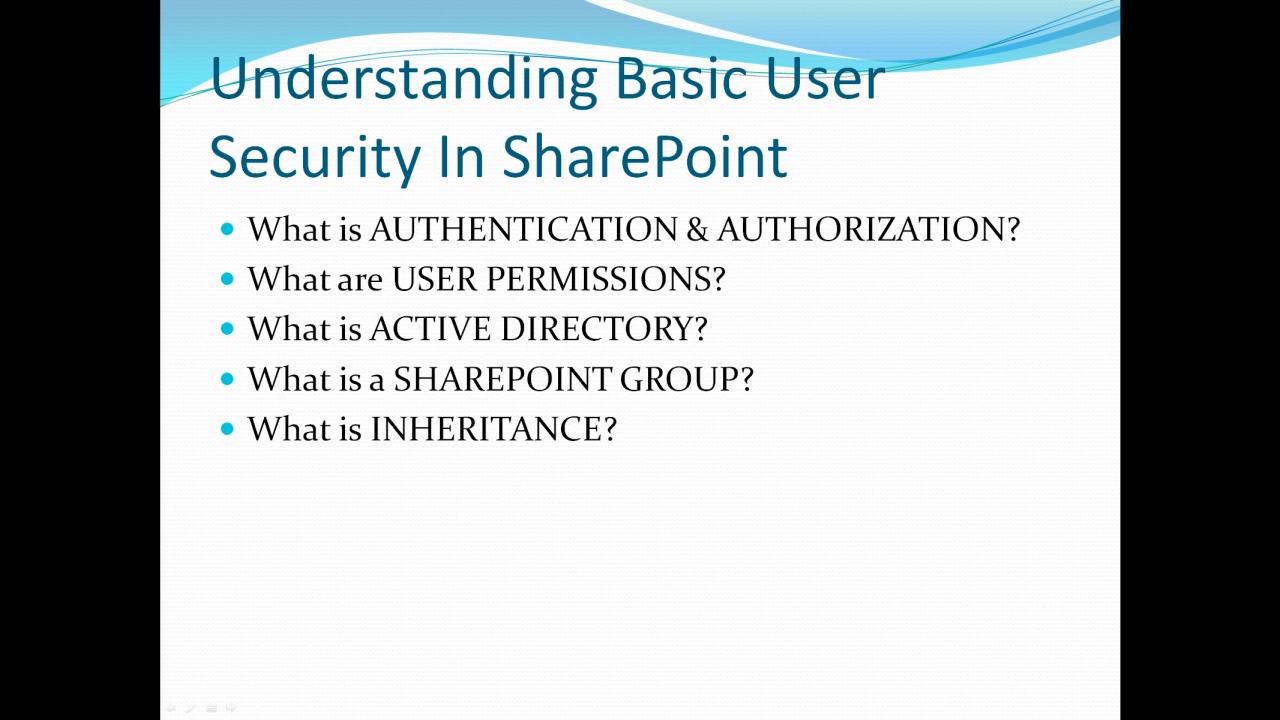 Understanding Basic User
Security In SharePoint
What is AUTHENTICATION & AUTHORIZATION?
What are USER PERMISSIONS?
What is ACTIVE DIRECTORY?
What is a SHAREPOINT GROUP?
What is INHERITANCE?